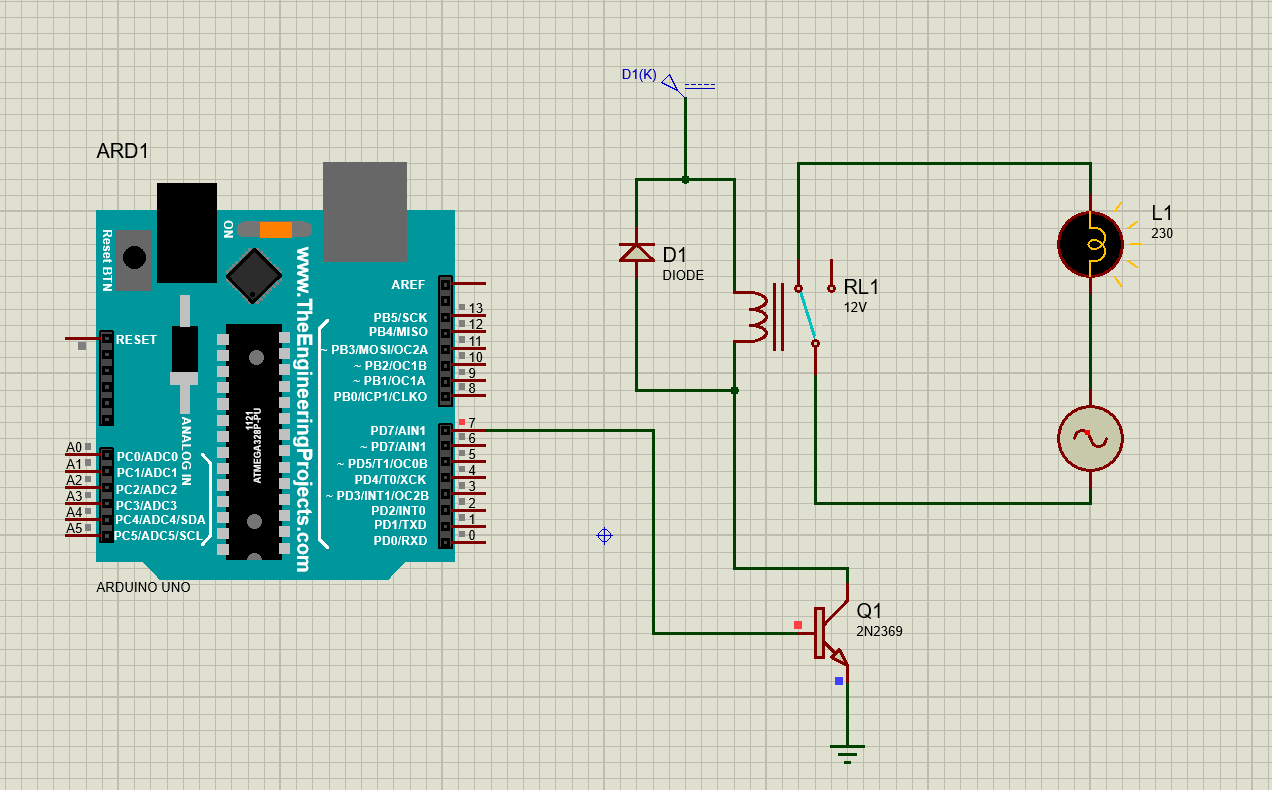 D1(K)
ARD1
ON
Reset BTN
www.TheEngineeringProjects.com
1121
ATMEGA328P-PU
ANALOG IN
RESET
A0 PC0/ADC0
A1 PC1/ADC1
A2 PC2/ADC2
A3 PC3/ADC3
A4 PC4/ADC4/SDA
A5 PC5/ADC5/SCL
AREF
PB5/SCK 13
PB4/MISO 12
~ PB3/MOSI/OC2A 11
~ PB2/OC1B 10
~ PB1/OC1A 9
PB0/ICP1/CLKO 8
PD7/AIN1 7
~ PD7/AIN1 6
~ PD5/T1/OC0B 5
PD4/T0/XCK 4
~ PD3/INT1/OC2B 3
PD2/INT0 2
PD1/TXD 1
PD0/RXD 0
ARDUINO UNO
D1
DIODE
RL1
12V
L1
230
Q1
2N2369